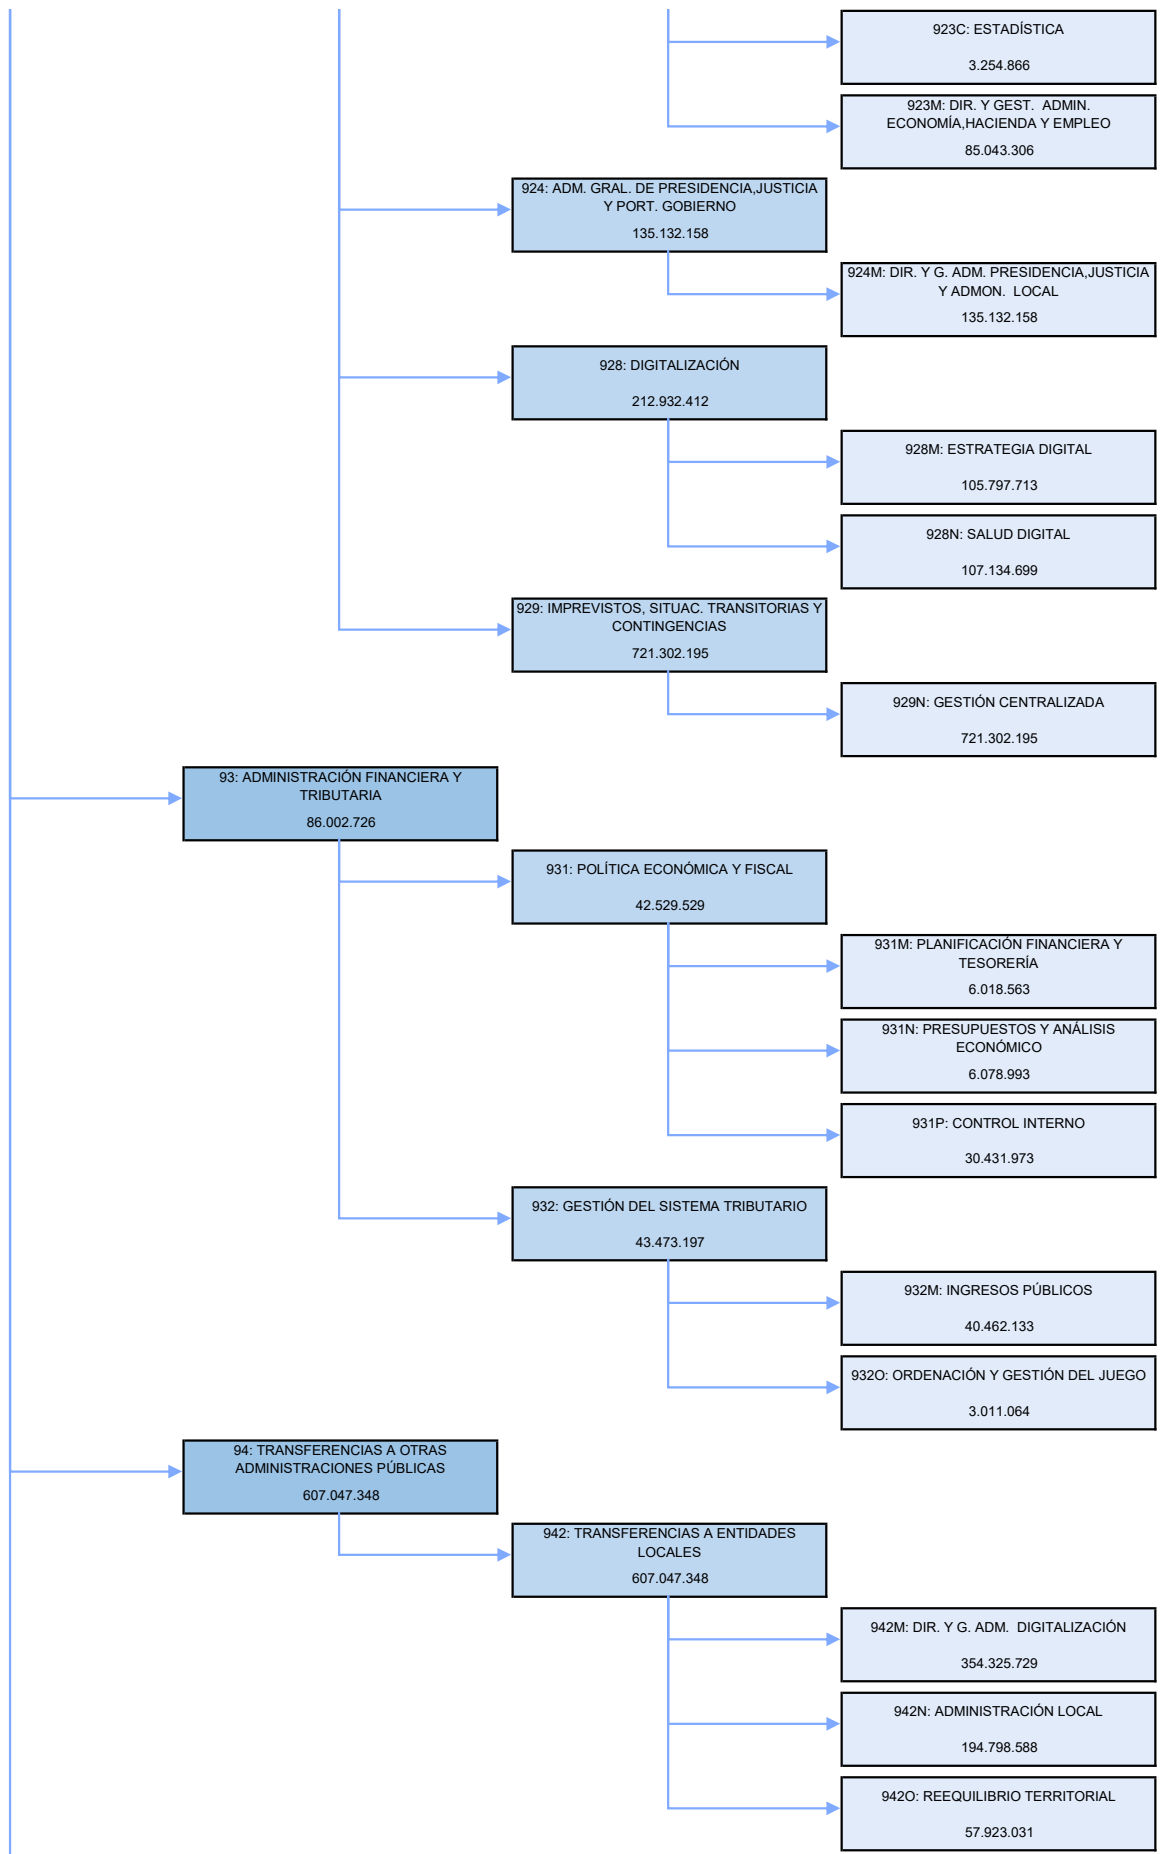 923C: ESTADÍSTICA
3.254.866
923M: DIR. Y GEST.  ADMIN.
ECONOMÍA,HACIENDA Y EMPLEO
85.043.306
924: ADM. GRAL. DE PRESIDENCIA,JUSTICIA
Y PORT. GOBIERNO
135.132.158
924M: DIR. Y G. ADM. PRESIDENCIA,JUSTICIA
Y ADMON.  LOCAL
135.132.158
928: DIGITALIZACIÓN
212.932.412
928M: ESTRATEGIA DIGITAL
105.797.713
928N: SALUD DIGITAL
107.134.699
929: IMPREVISTOS, SITUAC. TRANSITORIAS Y
CONTINGENCIAS
721.302.195
929N: GESTIÓN CENTRALIZADA
721.302.195
93: ADMINISTRACIÓN FINANCIERA Y
TRIBUTARIA
86.002.726
931: POLÍTICA ECONÓMICA Y FISCAL
42.529.529
931M: PLANIFICACIÓN FINANCIERA Y
TESORERÍA
6.018.563
931N: PRESUPUESTOS Y ANÁLISIS
ECONÓMICO
6.078.993
931P: CONTROL INTERNO
30.431.973
932: GESTIÓN DEL SISTEMA TRIBUTARIO
43.473.197
932M: INGRESOS PÚBLICOS
40.462.133
932O: ORDENACIÓN Y GESTIÓN DEL JUEGO
3.011.064
94: TRANSFERENCIAS A OTRAS
ADMINISTRACIONES PÚBLICAS
607.047.348
942: TRANSFERENCIAS A ENTIDADES
LOCALES
607.047.348
942M: DIR. Y G. ADM.  DIGITALIZACIÓN
354.325.729
942N: ADMINISTRACIÓN LOCAL
194.798.588
942O: REEQUILIBRIO TERRITORIAL
57.923.031